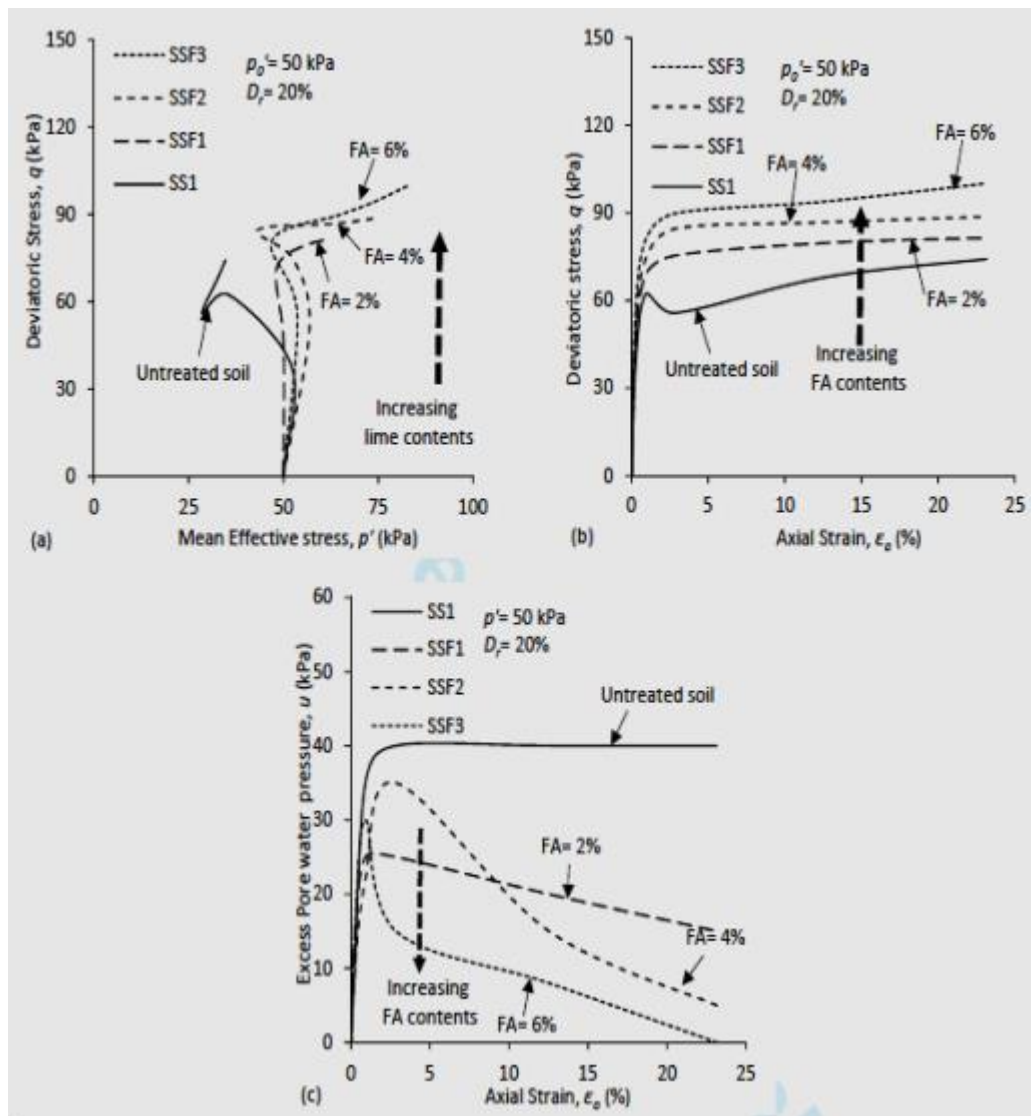 150
120
90
60
30
0
Deviatoric Stress, q (kPa)
SSF3
SSF2
SSF1
SS1
p0'= 50 kPa
Dr= 20%
FA= 6%
FA= 4%
FA= 2%
Untreated soil
Increasing
lime contents
0
25
50
75
100
(a)
Mean Effective stress, p' (kPa)
150
120
90
60
30
0
Deviatoric stress, q (kPa)
SSF3
SSF2
SSF1
SS1
p0'= 50 kPa
Dr= 20%
FA= 6%
FA= 4%
FA= 2%
Untreated soil
Increasing
FA contents
0
5
10
15
20
25
(b)
Axial Strain, εa (%)
60
50
40
30
20
10
0
Excess Pore water pressure, u (kPa)
SS1
SSF1
SSF2
SSF3
p'= 50 kPa
Dr= 20%
Untreated soil
FA= 2%
FA= 4%
Increasing
FA contents
FA= 6%
0
5
10
15
20
25
(c)
Axial Strain, εa (%)